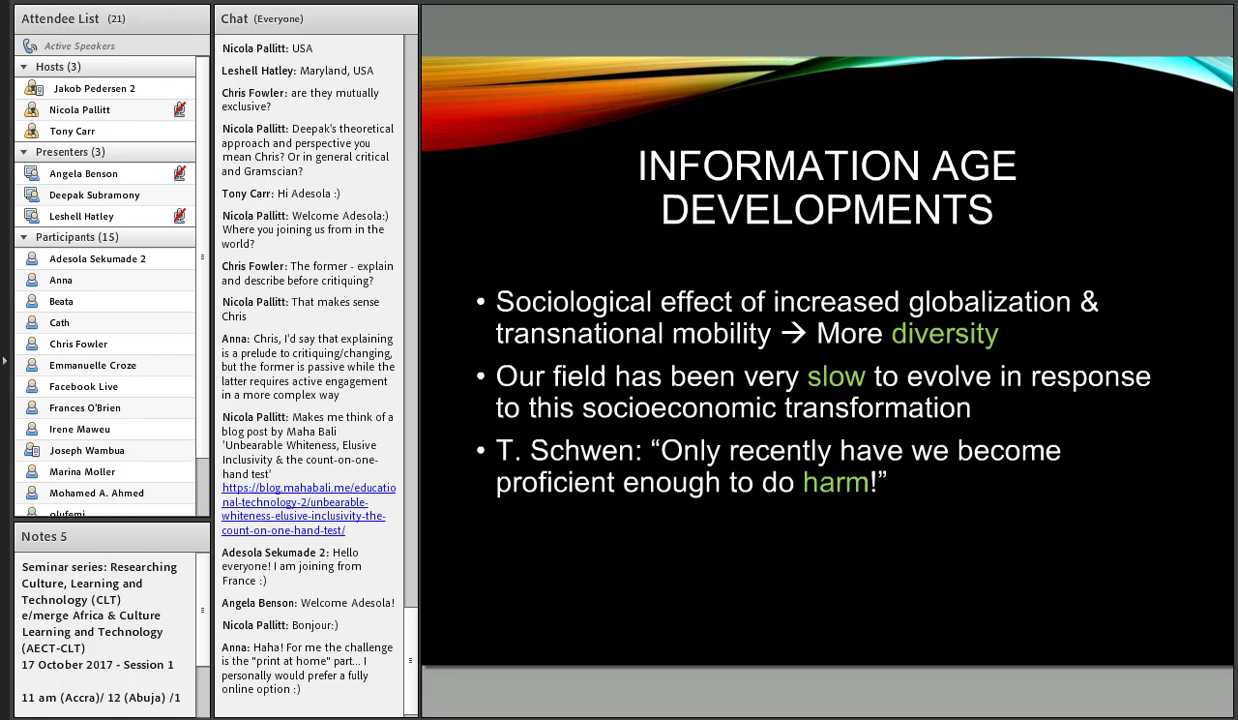 Attendee List (21)
Active Speakers
Hosts (3)
Jakob Pedersen 2
Nicola Pallitt
Tony Carr
Presenters (3)
Angela Benson
Deepak Subramony
Leshell Hatley
Participants (15)
Adesola Sekumade 2
Anna
Beata
Cath
Chris Fowler
Emmanuelle Croze
Facebook Live
Frances O'Brien
Irene Maweu
Joseph Wambua
Marina Moller
Mohamed A. Ahmed
olufemi
Notes 5
Seminar series: Researching
Culture, Learning and
Technology (CLT)
e/merge Africa & Culture
Learning and Technology
(AECT-CLT)
17 October 2017 - Session 1
11 am (Accra)/ 12 (Abuja) /1
Chat (Everyone)
Nicola Pallitt: USA
Leshell Hatley: Maryland, USA
Chris Fowler: are they mutually
exclusive?
Nicola Pallitt: Deepak's theoretical
approach and perspective you
mean Chris? Or in general critical
and Gramscian?
Tony Carr: Hi Adesola :)
Nicola Pallitt: Welcome Adesola:)
Where you joining us from in the
world?
Chris Fowler: The former - explain
and describe before critiquing?
Nicola Pallitt: That makes sense
Chris
Anna: Chris, I'd say that explaining
is a prelude to critiquing/changing,
but the former is passive while the
latter requires active engagement
in a more complex way
Nicola Pallitt: Makes me think of a
blog post by Maha Bali
'Unbearable Whiteness, Elusive
Inclusivity & the count-on-one-
hand test'
https://blog.mahabali.me/educatio
nal-technology-2/unbearable-
whiteness-elusive-inclusivity-the-
count-on-one-hand-test/
Adesola Sekumade 2: Hello
everyone! I am joining from
France :)
Angela Benson: Welcome Adesola!
Nicola Pallitt: Bonjour:)
Anna: Haha! For me the challenge
is the "print at home" part... I
personally would prefer a fully
online option :)
INFORMATION AGE
DEVELOPMENTS
• Sociological effect of increased globalization &
transnational mobility → More diversity
• Our field has been very slow to evolve in response
to this socioeconomic transformation
• T. Schwen: “Only recently have we become
proficient enough to do harm!”